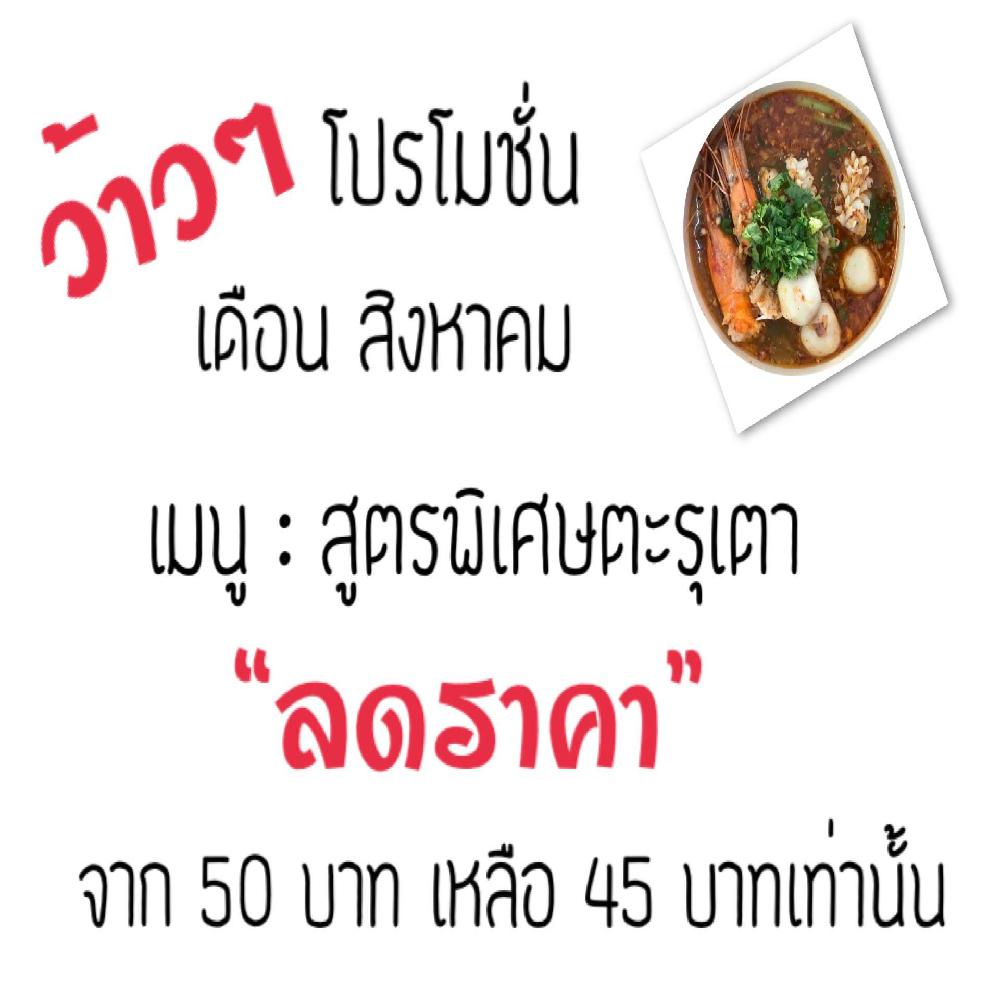 ว้าวๆ โปรโมชั่น
เดือน สิงหาคม
เมนู : สูตรพิเศษตะรุเตา
“ลดราคา”
จาก 50 บาท เหลือ 45 บาทเท่านั้น